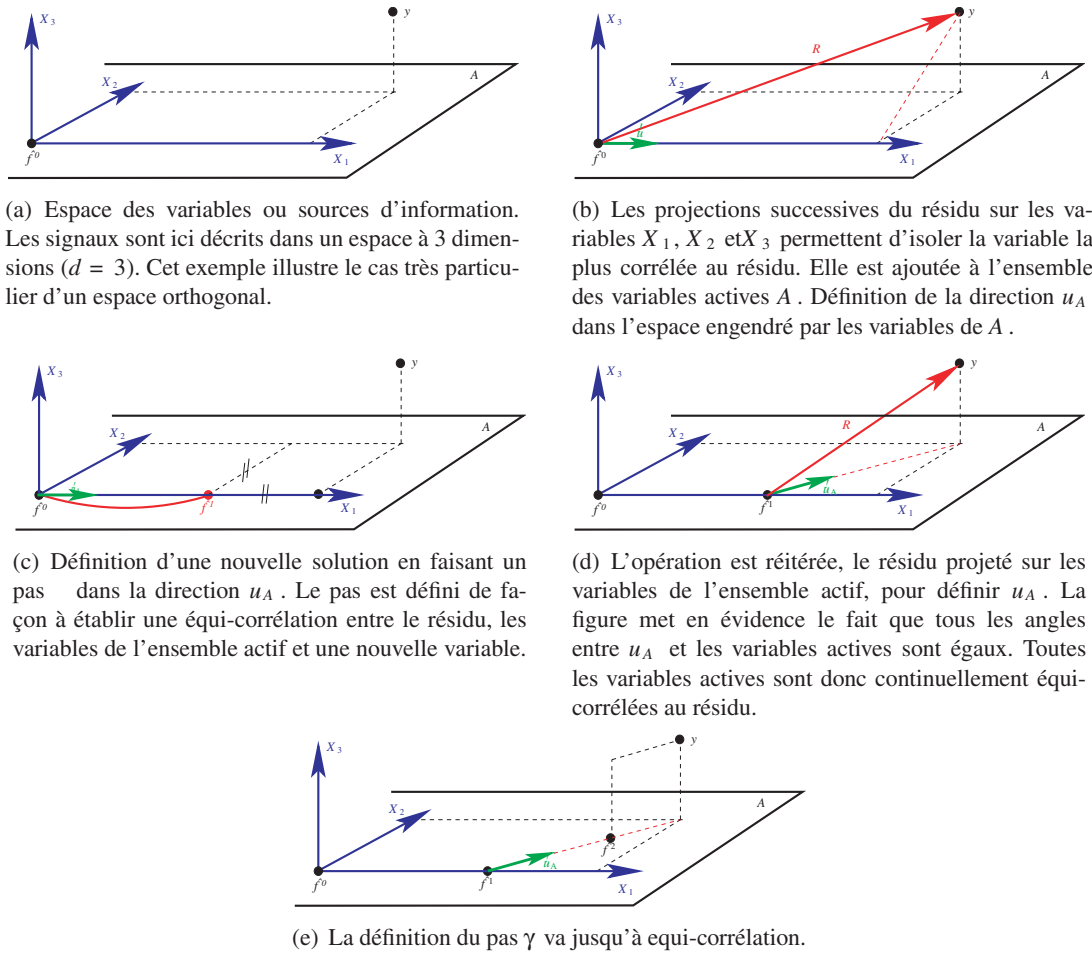 X3
y
A
X2
f^0
X1
X3
y
R
A
X2
u
f^0
X1
(a) Espace des variables ou sources d'information.
Les signaux sont ici décrits dans un espace à 3 dimen-
sions (d = 3). Cet exemple illustre le cas très particu-
lier d'un espace orthogonal.
(b) Les projections successives du résidu sur les va-
riables X1, X2 etX3 permettent d'isoler la variable la
plus corrélée au résidu. Elle est ajoutée à l'ensemble
des variables actives A. Définition de la direction uA
dans l'espace engendré par les variables de A.
X3
y
A
X2
f^0
f^1
X1
X3
y
R
A
X2
uA
f^0
f^1
X1
(c) Définition d'une nouvelle solution en faisant un
pas dans la direction uA. Le pas est défini de fa-
çon à établir une équi-corrélation entre le résidu, les
variables de l'ensemble actif et une nouvelle variable.
(d) L'opération est réitérée, le résidu projeté sur les
variables de l'ensemble actif, pour définir uA. La
figure met en évidence le fait que tous les angles
entre uA et les variables actives sont égaux. Toutes
les variables actives sont donc continuellement équi-
corrélées au résidu.
X3
y
A
X2
f^2
uA
f^0
f^1
X1
(e) La définition du pas γ va jusqu'à equi-corrélation.